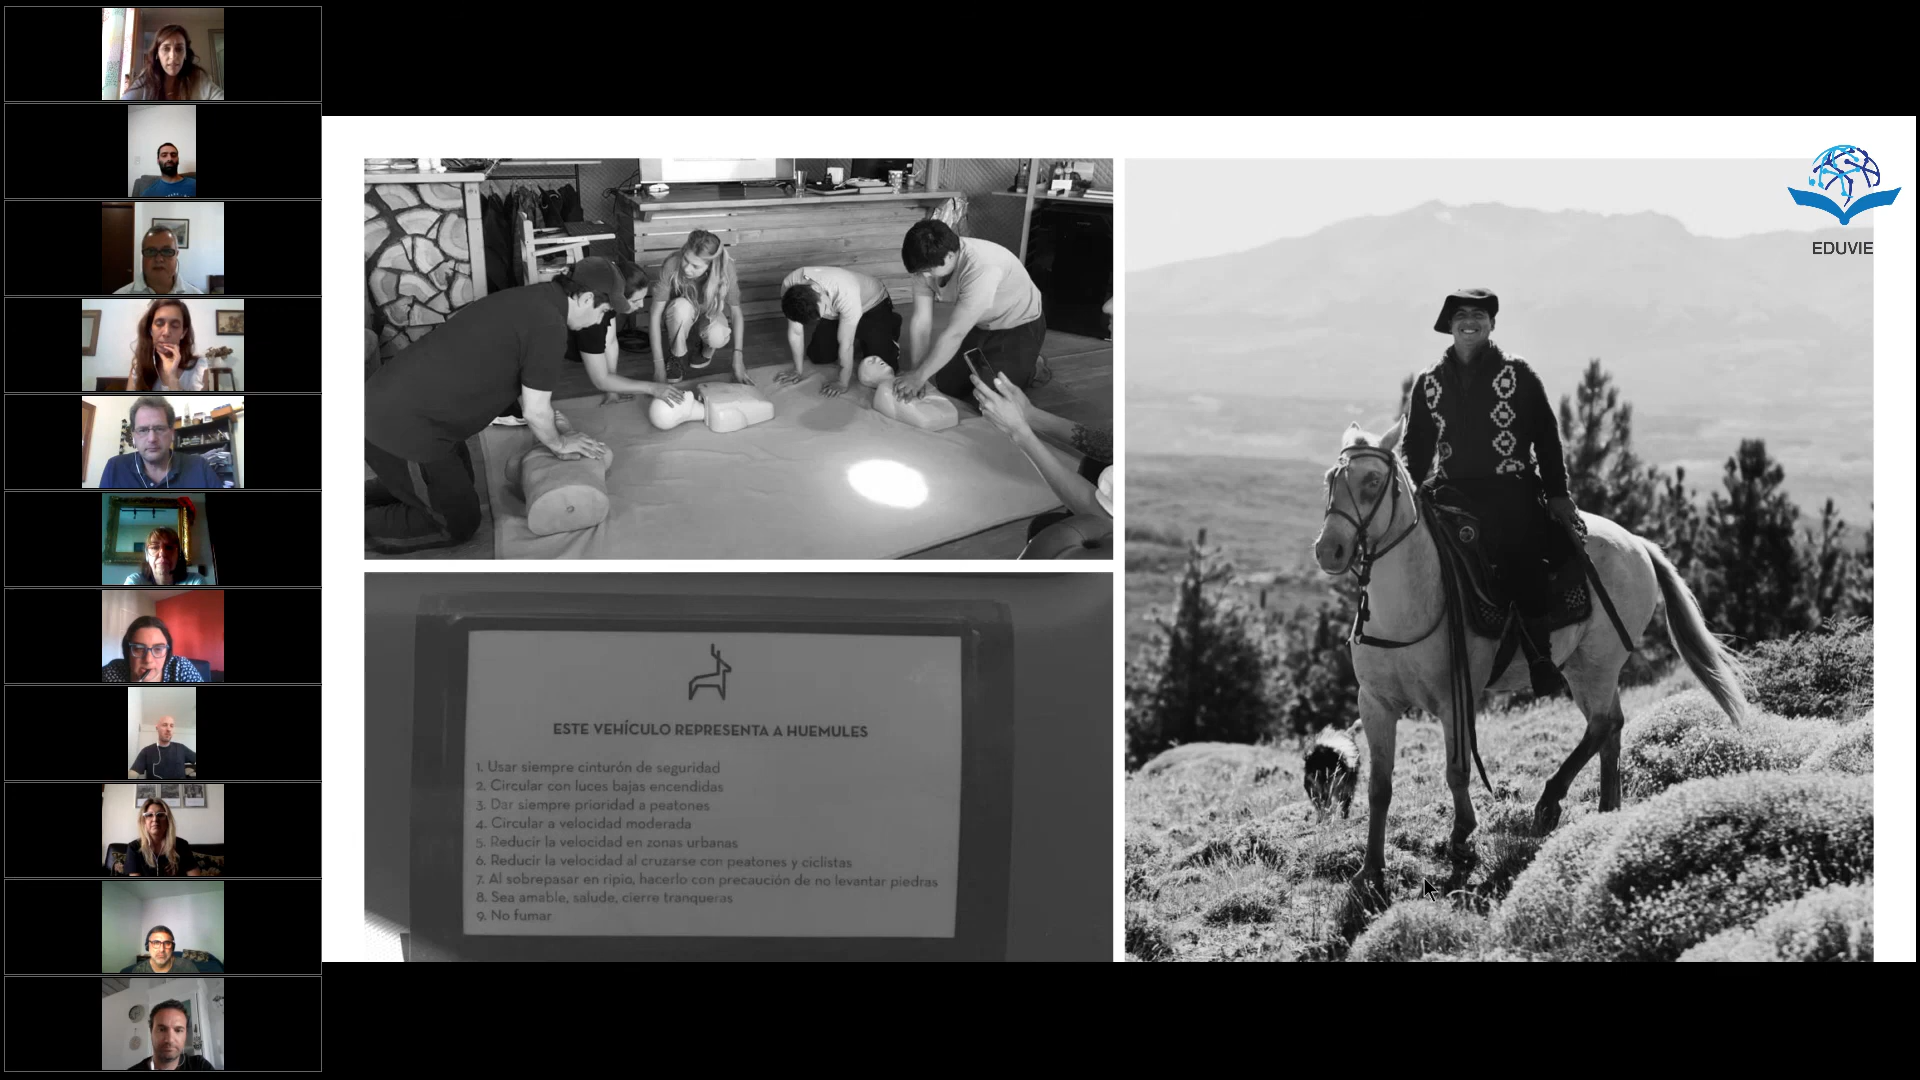 EDUVIE
ESTE VEHÍCULO REPRESENTA A HUEMULES
1. Usar siempre cinturón de seguridad
2. Circular con luces bajas encendidas
3. Dar siempre prioridad a peatones
4. Circular a velocidad moderada
5. Reducir la velocidad en zonas urbanas
6. Reducir la velocidad al cruzarse con peatones y ciclistas
7. Al sobrepasar en ripio, hacerlo con precaución de no levantar piedras
8. Sea amable, salude, cierre tranqueras
9. No fumar